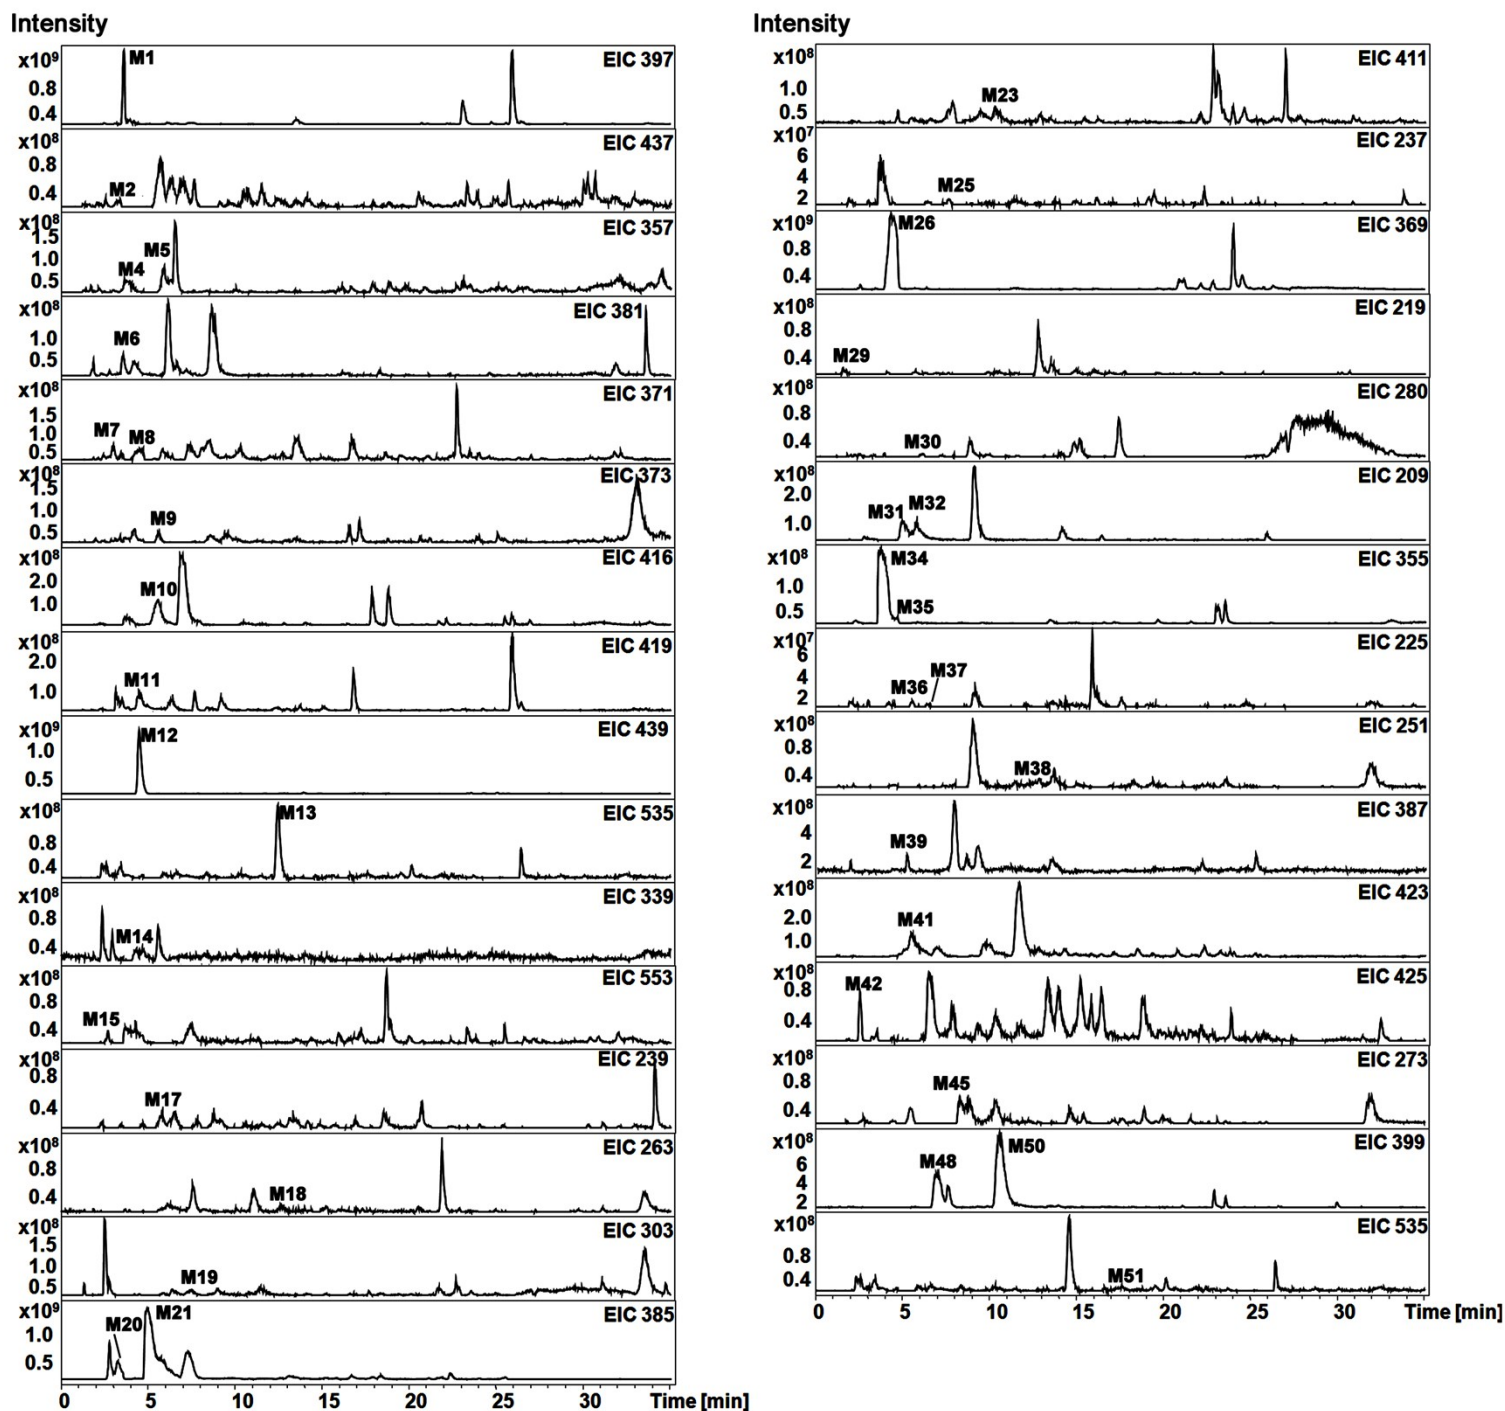 Intensity
x10⁹
0.8
0.4
M1
EIC 397
x10⁸
0.8
0.4
M2
EIC 437
x10⁸
1.5
1.0
0.5
M4
M5
EIC 357
x10⁸
1.0
0.5
M6
EIC 381
x10⁸
1.5
1.0
0.5
M7
M8
EIC 371
x10⁸
1.5
1.0
0.5
M9
EIC 373
x10⁸
2.0
1.0
M10
EIC 416
x10⁸
2.0
1.0
M11
EIC 419
x10⁹
1.0
0.5
M12
EIC 439
x10⁸
0.8
0.4
M13
EIC 535
x10⁸
0.8
0.4
M14
EIC 339
x10⁸
0.8
0.4
M15
EIC 553
x10⁸
0.8
0.4
M17
EIC 239
x10⁸
0.8
0.4
M18
EIC 263
x10⁸
1.5
1.0
0.5
M19
EIC 303
x10⁹
1.0
0.5
M20
M21
EIC 385
0 5 10 15 20 25 30 Time [min]
Intensity
x10⁸
1.0
0.5
M23
EIC 411
x10⁷
6
4
2
M25
EIC 237
x10⁹
0.8
0.4
M26
EIC 369
x10⁸
0.8
0.4
M29
EIC 219
x10⁸
0.8
0.4
M30
EIC 280
x10⁸
2.0
1.0
M31
M32
EIC 209
x10⁸
1.0
0.5
M34
M35
EIC 355
x10⁷
6
4
2
M36
M37
EIC 225
x10⁸
0.8
0.4
M38
EIC 251
x10⁸
4
2
M39
EIC 387
x10⁸
2.0
1.0
M41
EIC 423
x10⁸
0.8
0.4
M42
EIC 425
x10⁸
0.8
0.4
M45
EIC 273
x10⁸
6
4
2
M48
M50
EIC 399
x10⁸
0.8
0.4
M51
EIC 535
0 5 10 15 20 25 30 Time [min]